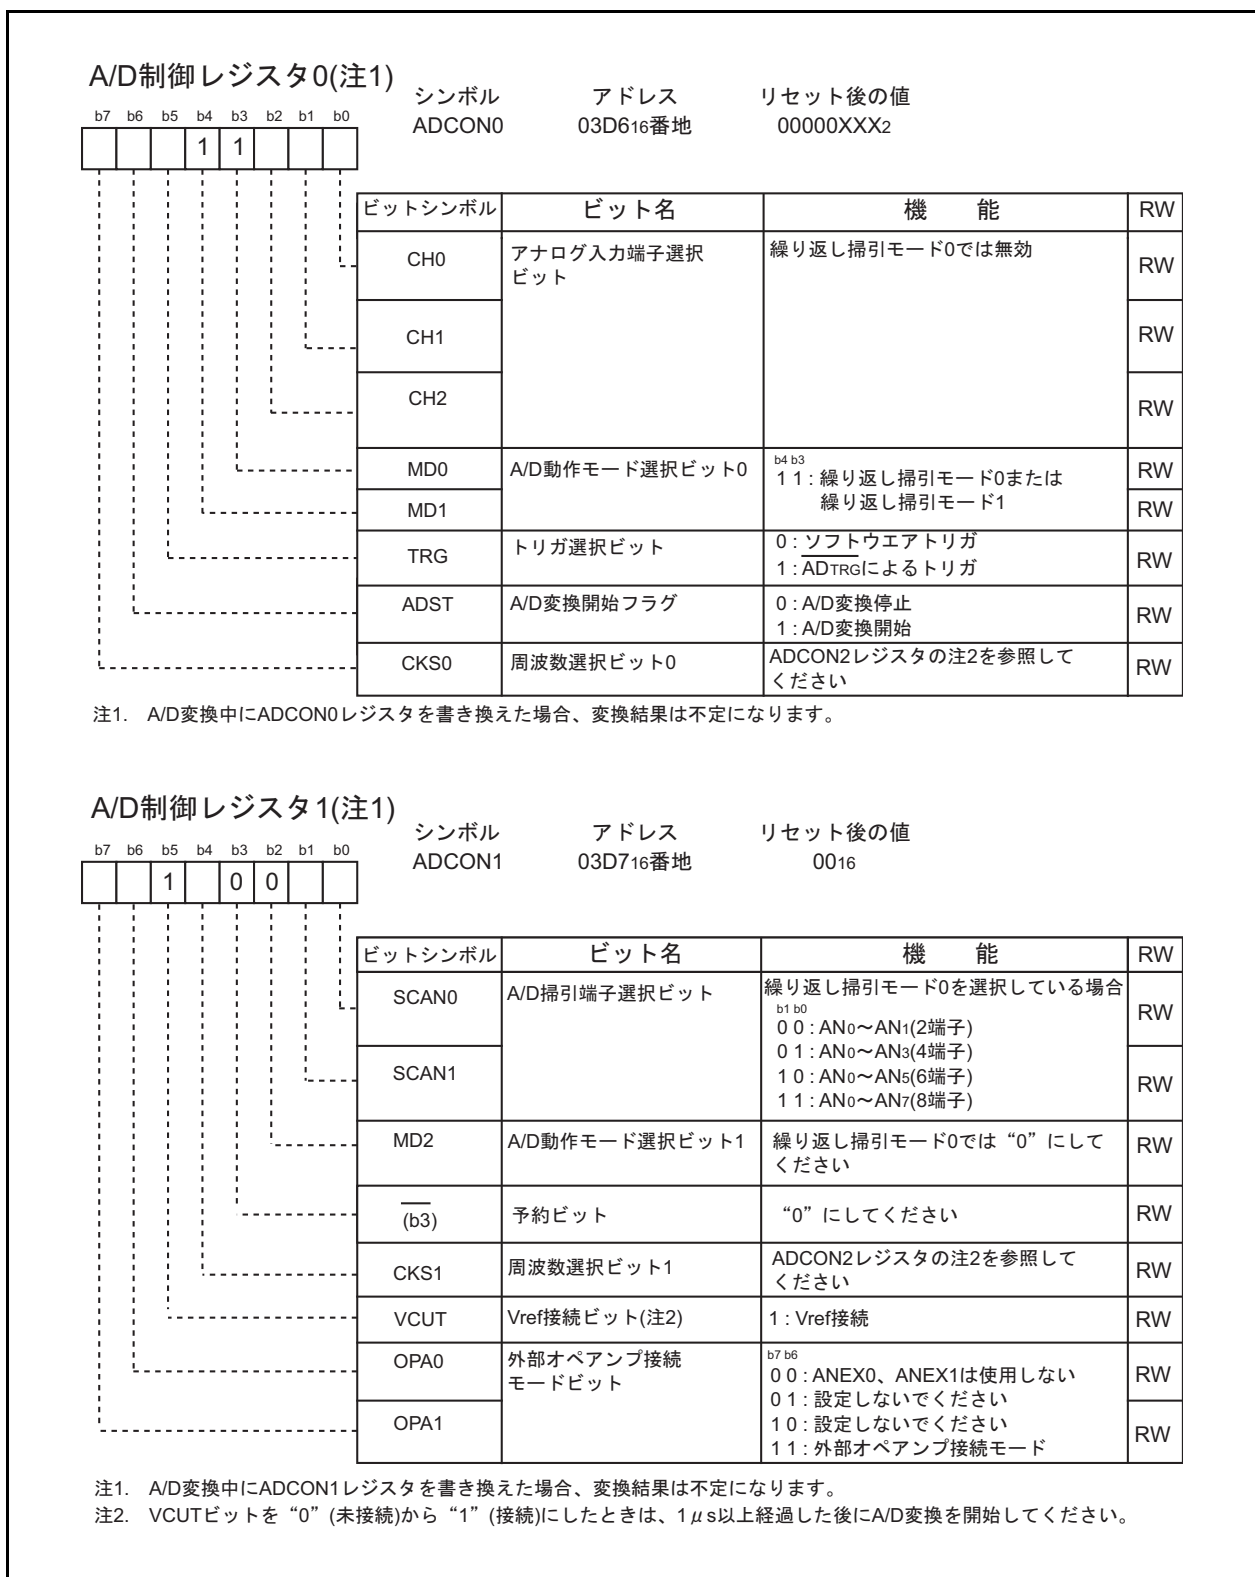 A/D制御レジスタ0(注1)
シンボル アドレス リセット後の値
ADCON0 03D616番地 00000XXX2
b7 b6 b5 b4 b3 b2 b1 b0
1 1
ビットシンボル ビット名 機 能 RW
CH0 アナログ入力端子選択 繰り返し掃引モード0では無効 RW
ビット
CH1 RW
CH2 RW
MD0 A/D動作モード選択ビット0 b4 b3 RW
1 1 : 繰り返し掃引モード0または
繰り返し掃引モード1
MD1 RW
TRG トリガ選択ビット 0 : ソフトウエアトリガ RW
1 : ADTRGによるトリガ
ADST A/D変換開始フラグ 0 : A/D変換停止 RW
1 : A/D変換開始
CKS0 周波数選択ビット0 ADCON2レジスタの注2を参照して RW
ください
注1. A/D変換中にADCON0レジスタを書き換えた場合、変換結果は不定になります。
A/D制御レジスタ1(注1)
シンボル アドレス リセット後の値
ADCON1 03D716番地 0016
b7 b6 b5 b4 b3 b2 b1 b0
1 0 0
ビットシンボル ビット名 機 能 RW
SCAN0 A/D掃引端子選択ビット 繰り返し掃引モード0を選択している場合 RW
b1 b0
0 0 : AN0〜AN1(2端子)
0 1 : AN0〜AN3(4端子)
SCAN1 1 0 : AN0〜AN5(6端子) RW
1 1 : AN0〜AN7(8端子)
MD2 A/D動作モード選択ビット1 繰り返し掃引モード0では“0”にして RW
ください
(b3) 予約ビット “0”にしてください RW
CKS1 周波数選択ビット1 ADCON2レジスタの注2を参照して RW
ください
VCUT Vref接続ビット(注2) 1 : Vref接続 RW
OPA0 外部オペアンプ接続 b7 b6 RW
モードビット 0 0 : ANEX0、ANEX1は使用しない
0 1 : 設定しないでください
OPA1 1 0 : 設定しないでください RW
1 1 : 外部オペアンプ接続モード
注1. A/D変換中にADCON1レジスタを書き換えた場合、変換結果は不定になります。
注2. VCUTビットを“0”(未接続)から“1”(接続)にしたときは、1μs以上経過した後にA/D変換を開始してください。